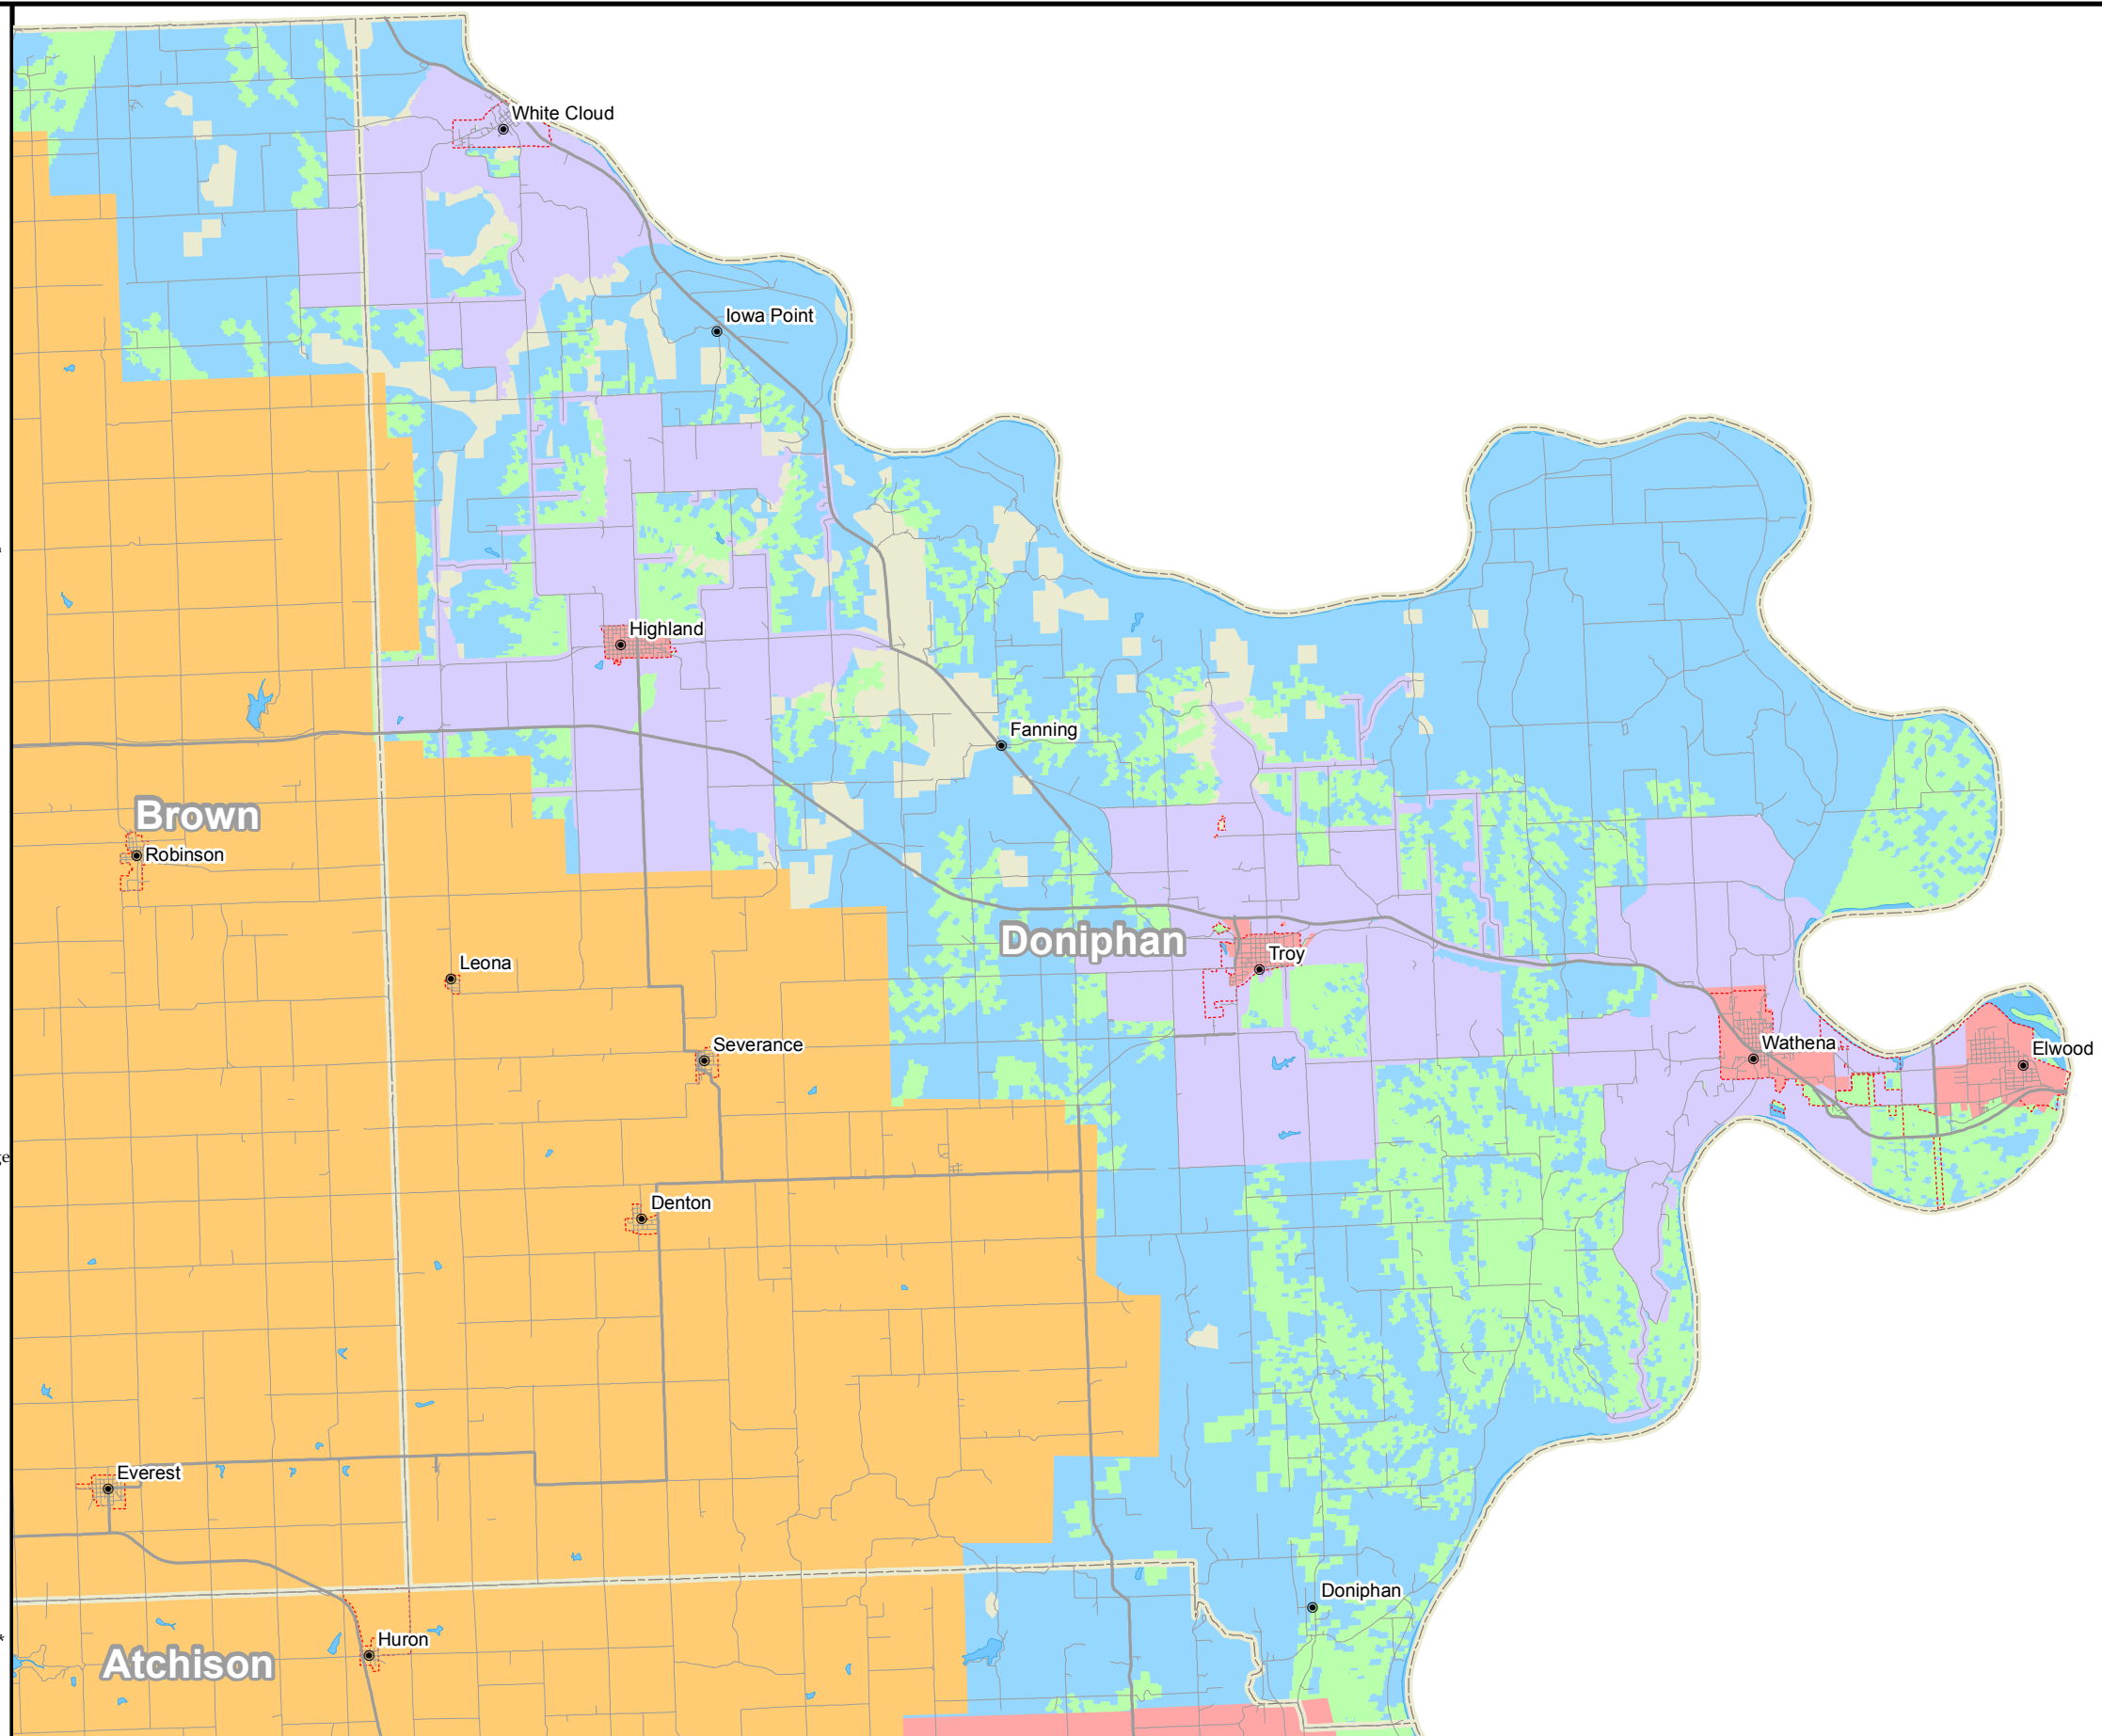 White Cloud
Iowa Point
Highland
Fanning
Brown
Robinson
Doniphan
Troy
Leona
Severance
Wathena
Elwood
Denton
Everest
Doniphan
Huron
Atchison
ge
*